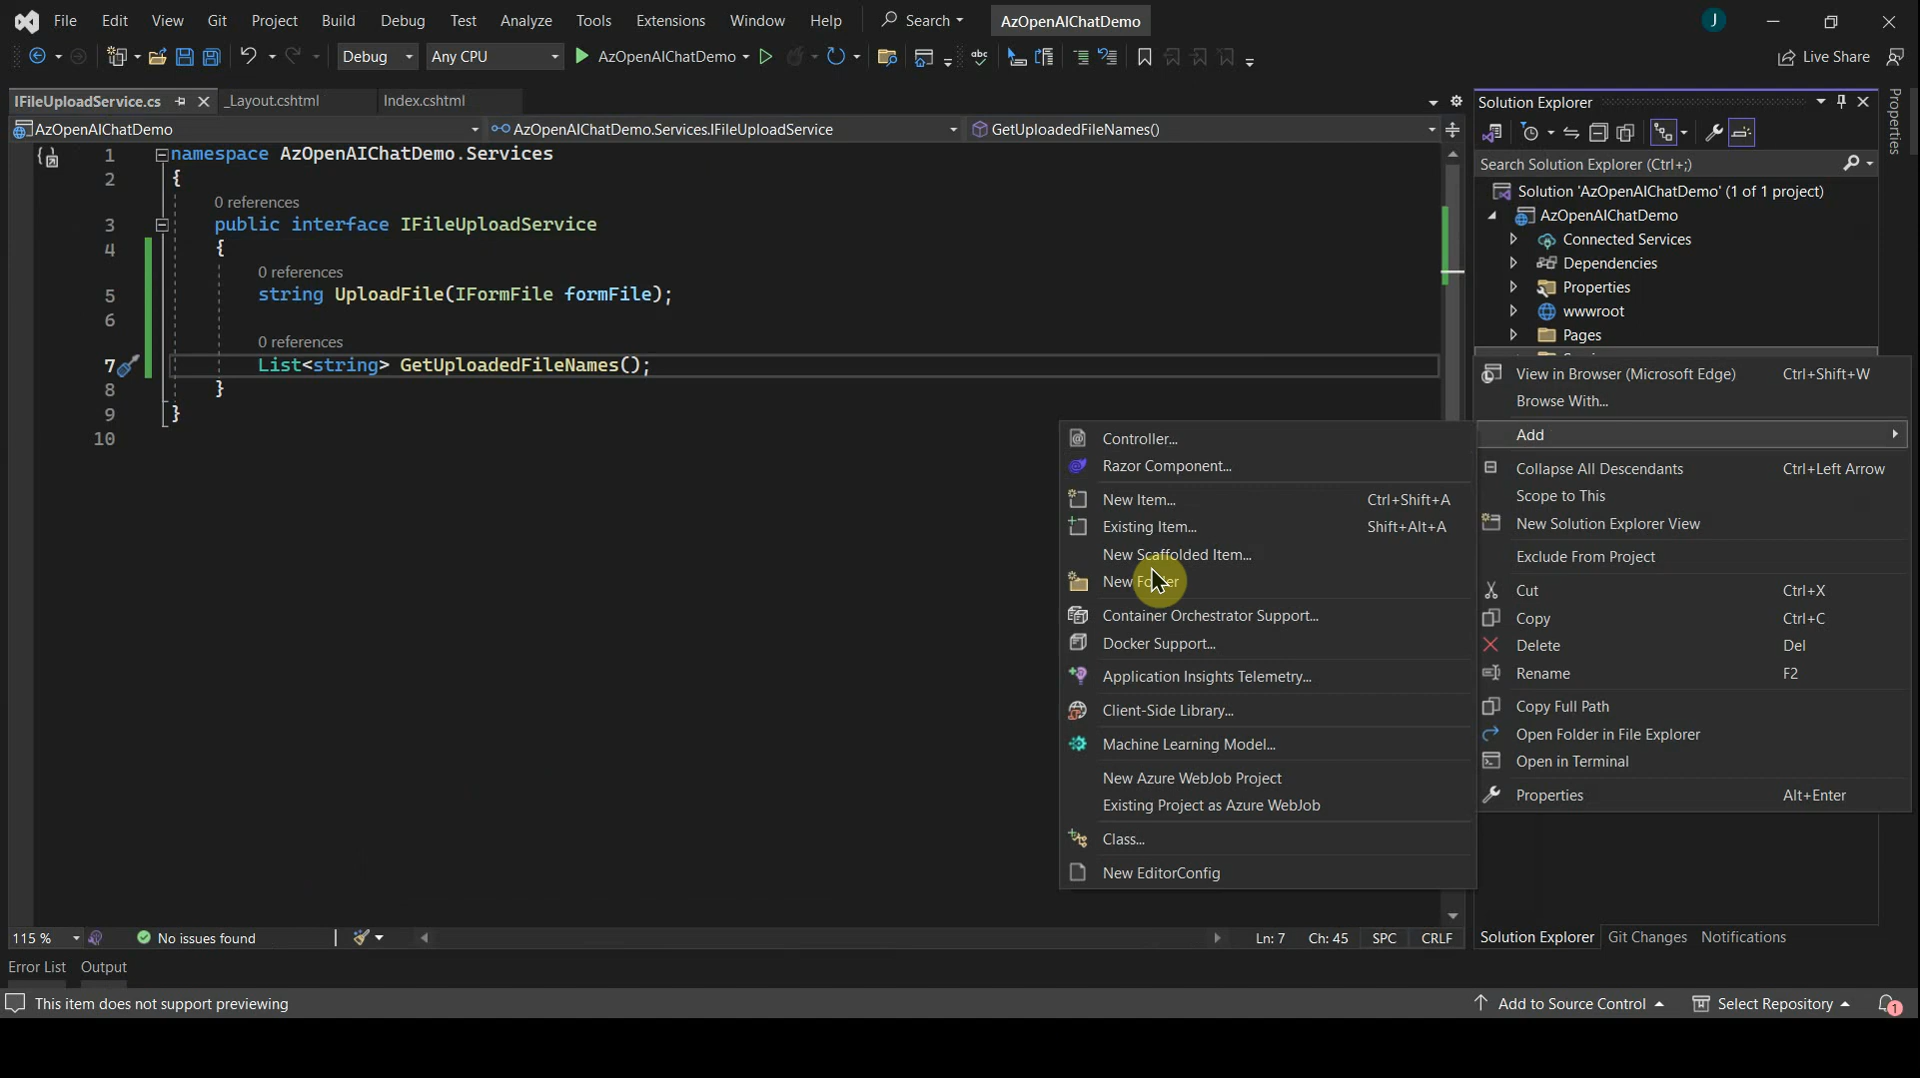 File Edit View Git Project Build Debug Test Analyze Tools Extensions Window Help Search AzOpenAIChatDemo J
Debug Any CPU AzOpenAIChatDemo Live Share
IFileUploadService.cs _Layout.cshtml Index.cshtml
AzOpenAIChatDemo AzOpenAIChatDemo.Services.IFileUploadService GetUploadedFileNames()
1 namespace AzOpenAIChatDemo.Services
2 {
0 references
3 public interface IFileUploadService
4 {
0 references
5 string UploadFile(IFormFile formFile);
6
0 references
7 List<string> GetUploadedFileNames();
8 }
9 }
10
Solution Explorer
Search Solution Explorer (Ctrl+;)
Solution 'AzOpenAIChatDemo' (1 of 1 project)
AzOpenAIChatDemo
Connected Services
Dependencies
Properties
wwwroot
Pages
Properties
View in Browser (Microsoft Edge) Ctrl+Shift+W
Browse With...
Add
Collapse All Descendants Ctrl+Left Arrow
Scope to This
New Solution Explorer View
Exclude From Project
Cut Ctrl+X
Copy Ctrl+C
Delete Del
Rename F2
Copy Full Path
Open Folder in File Explorer
Open in Terminal
Properties Alt+Enter
Controller...
Razor Component...
New Item... Ctrl+Shift+A
Existing Item... Shift+Alt+A
New Scaffolded Item...
New Folder
Container Orchestrator Support...
Docker Support...
Application Insights Telemetry...
Client-Side Library...
Machine Learning Model...
New Azure WebJob Project
Existing Project as Azure WebJob
Class...
New EditorConfig
115 % No issues found Ln: 7 Ch: 45 SPC CRLF
Solution Explorer Git Changes Notifications
Error List Output
This item does not support previewing Add to Source Control Select Repository 1